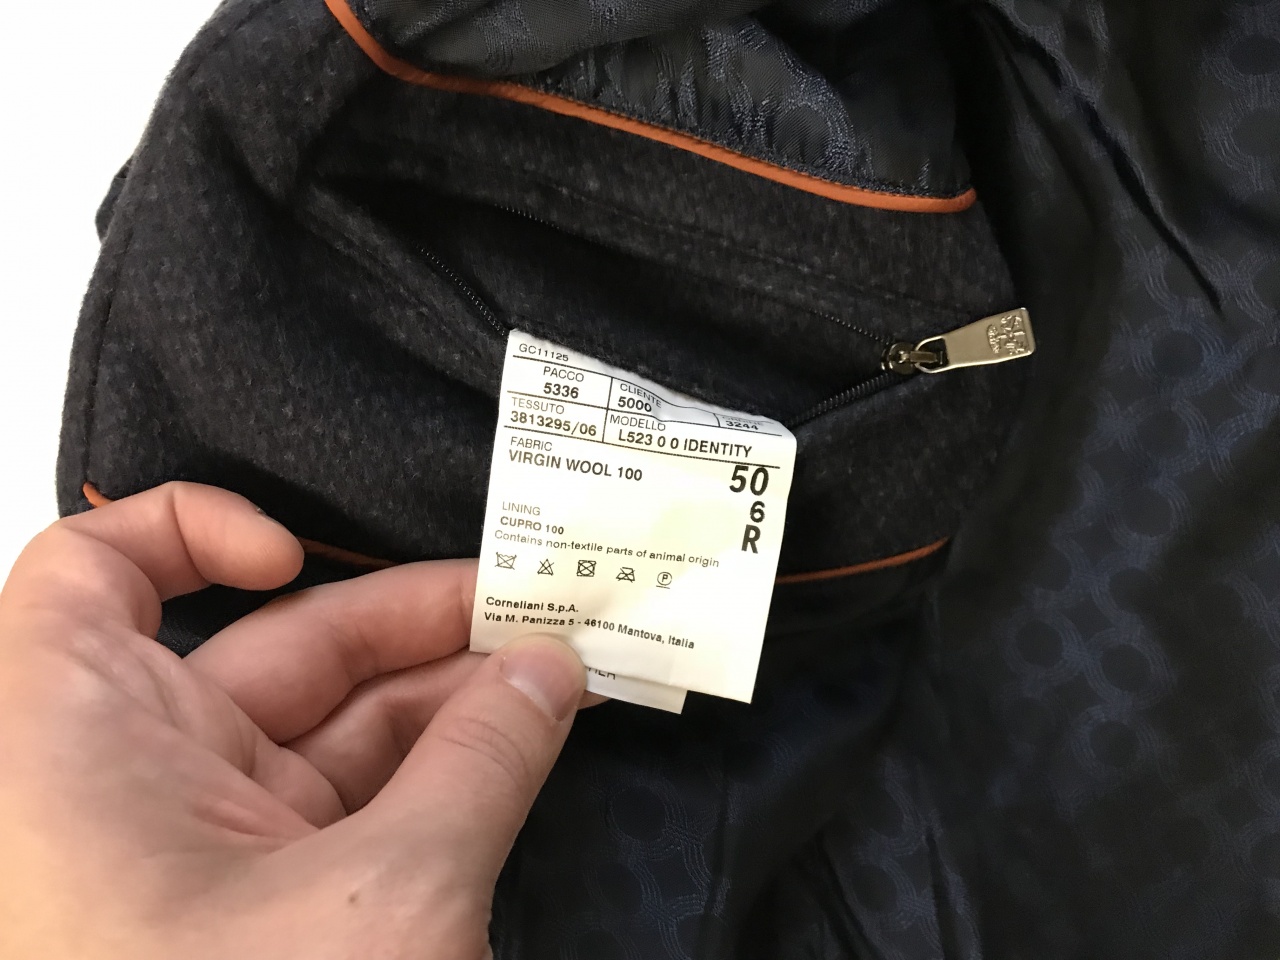 GC11125
PACCO
5336
CLIENTE
5000
3244
TESSUTO
3813295/06
MODELLO
L523 0 0 IDENTITY
FABRIC
VIRGIN WOOL 100
50
6
R
LINING
CUPRO 100
Contains non-textile parts of animal origin
P
Corneliani S.p.A.
Via M. Panizza 5 - 46100 Mantova, Italia